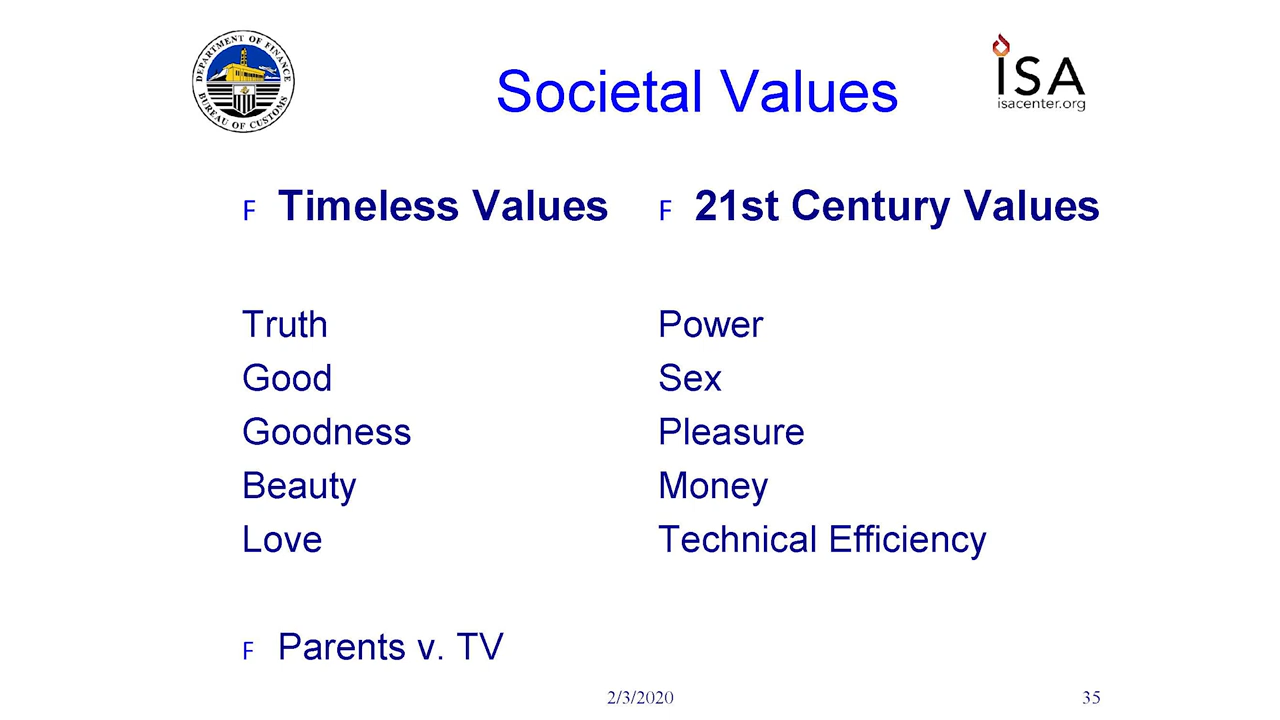 DEPARTMENT OF FINANCE
BUREAU OF CUSTOMS
Societal Values
iSA
isacenter.org
F Timeless Values
Truth
Good
Goodness
Beauty
Love
F Parents v. TV
F 21st Century Values
Power
Sex
Pleasure
Money
Technical Efficiency
2/3/2020
35